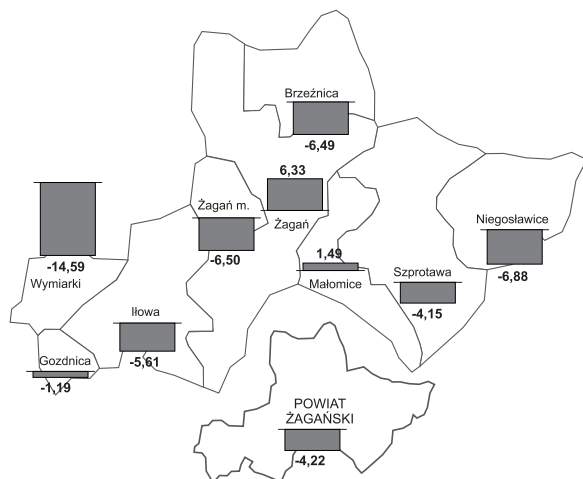 Brzeźnica
-6,49
6,33
Żagań m.
Żagań
-6,50
Niegosławice
-6,88
1,49
Małomice
Szprotawa
-4,15
-14,59
Wymiarki
Iłowa
-5,61
Gozdnica
-1,19
POWIAT
ŻAGAŃSKI
-4,22